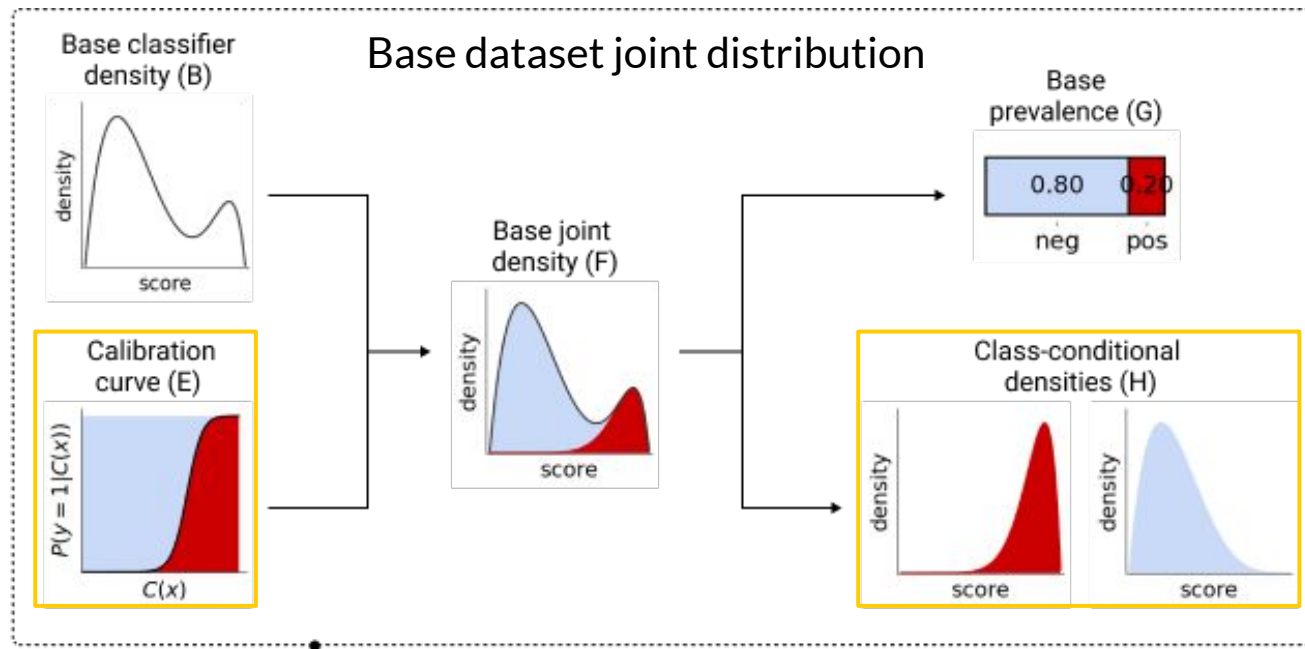 Base dataset joint distribution
Base classifier
density (B)
density
score
Calibration
curve (E)
P(y = 1|C(x))
C(x)
Base joint
density (F)
density
score
Base
prevalence (G)
0.80
0.20
neg
pos
Class-conditional
densities (H)
density
score
density
score